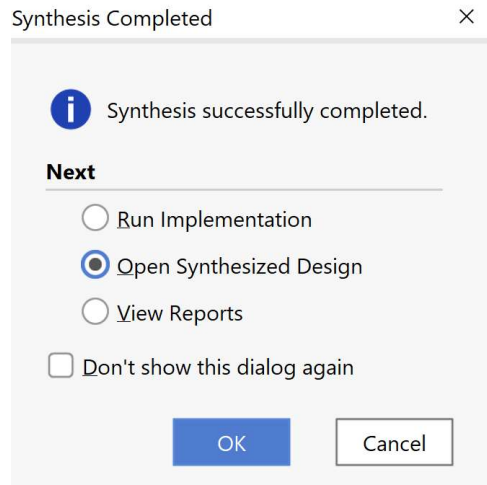 Synthesis Completed
Synthesis successfully completed.
Next
Run Implementation
Open Synthesized Design
View Reports
Don't show this dialog again
OK Cancel